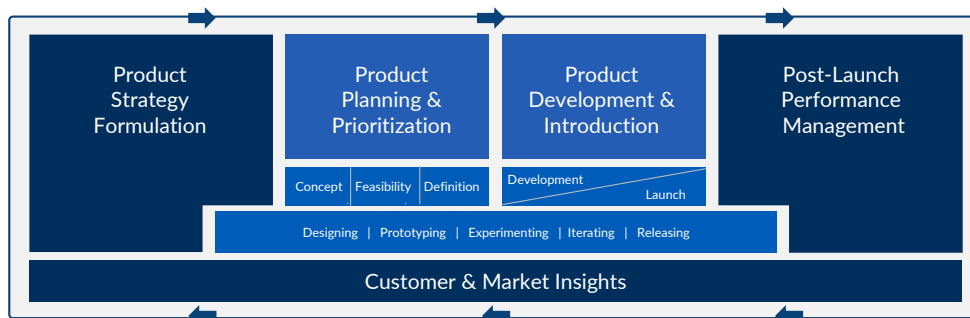 Product
Strategy
Formulation
Product
Planning &
Prioritization
Product
Development &
Introduction
Post-Launch
Performance
Management
Concept
Feasibility
Definition
Development
Launch
Designing | Prototyping | Experimenting | Iterating | Releasing
Customer & Market Insights